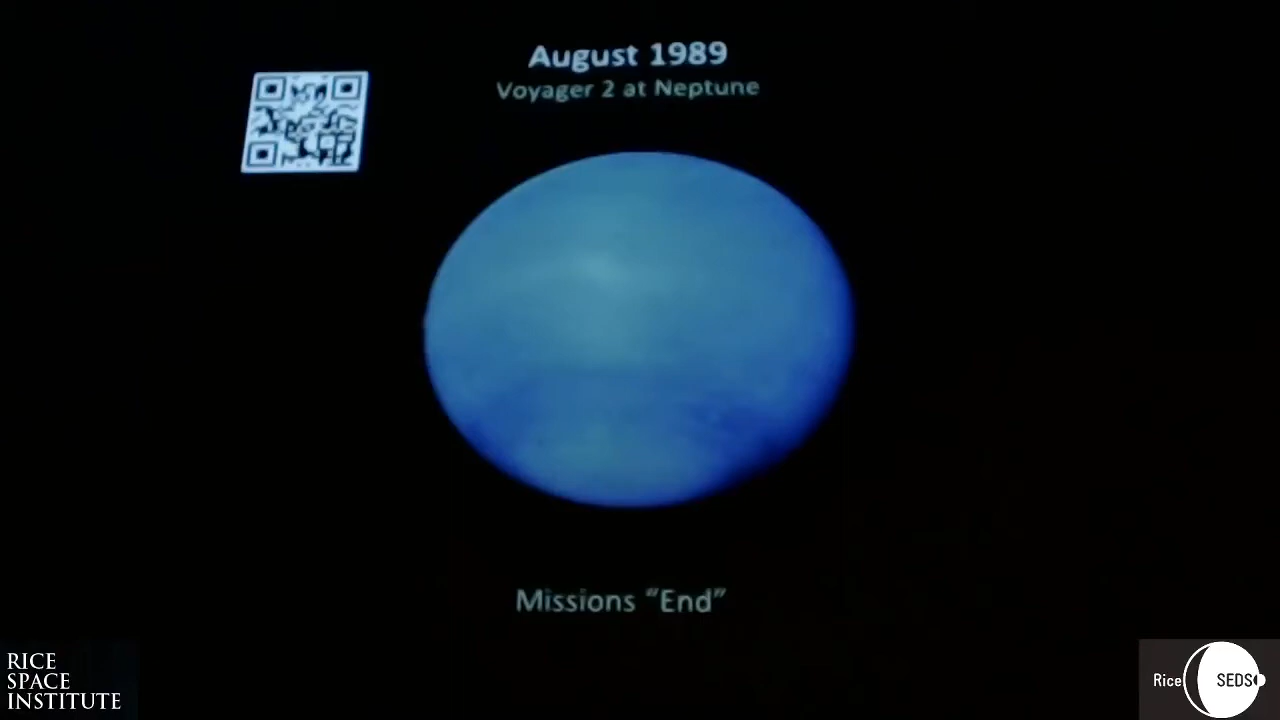 August 1989
Voyager 2 at Neptune
Missions “End”
RICE
SPACE
INSTITUTE
Rice SEDS